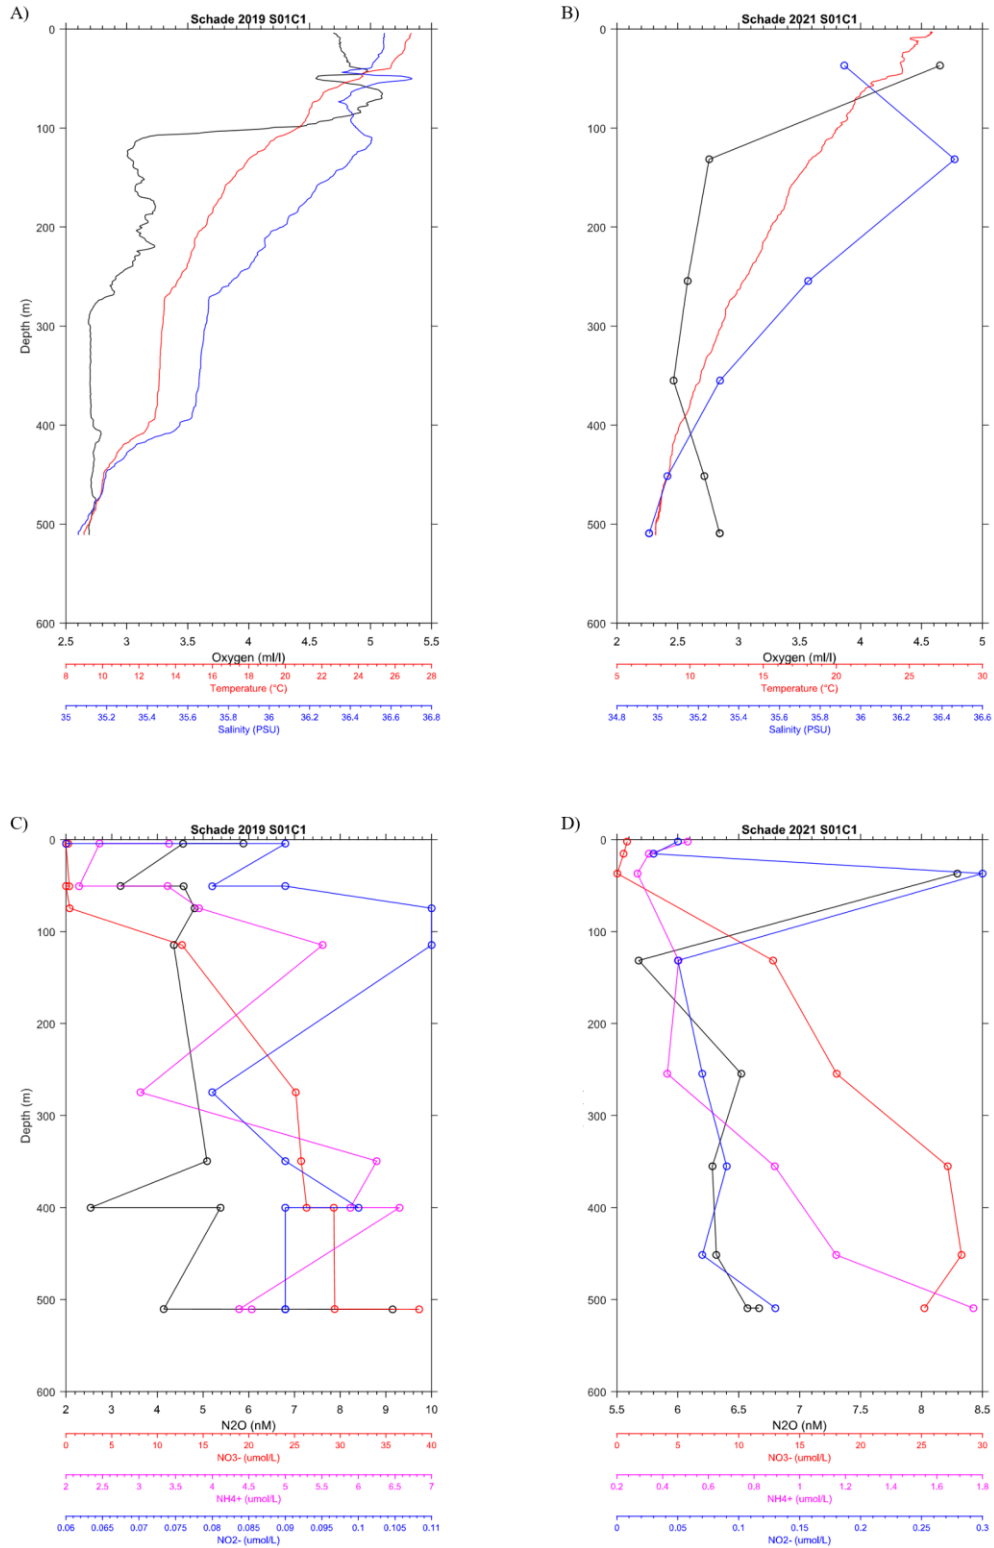 A)
Schade 2019 S01C1
0
100
200
300
400
500
600
Depth (m)
2.5 3 3.5 4 4.5 5 5.5
Oxygen (ml/l)
8 10 12 14 16 18 20 22 24 26 28
Temperature (°C)
35 35.2 35.4 35.6 35.8 36 36.2 36.4 36.6 36.8
Salinity (PSU)
B)
Schade 2021 S01C1
0
100
200
300
400
500
600
2 2.5 3 3.5 4 4.5 5
Oxygen (ml/l)
5 10 15 20 25 30
Temperature (°C)
34.8 35 35.2 35.4 35.6 35.8 36 36.2 36.4 36.6
Salinity (PSU)
C)
Schade 2019 S01C1
0
100
200
300
400
500
600
Depth (m)
2 3 4 5 6 7 8 9 10
N2O (nM)
0 5 10 15 20 25 30 35 40
NO3- (umol/L)
2 2.5 3 3.5 4 4.5 5 5.5 6 6.5 7
NH4+ (umol/L)
0.06 0.065 0.07 0.075 0.08 0.085 0.09 0.095 0.1 0.105 0.11
NO2- (umol/L)
D)
Schade 2021 S01C1
0
100
200
300
400
500
600
5.5 6 6.5 7 7.5 8 8.5
N2O (nM)
0 5 10 15 20 25 30
NO3- (umol/L)
0.2 0.4 0.6 0.8 1 1.2 1.4 1.6 1.8
NH4+ (umol/L)
0 0.05 0.1 0.15 0.2 0.25 0.3
NO2- (umol/L)